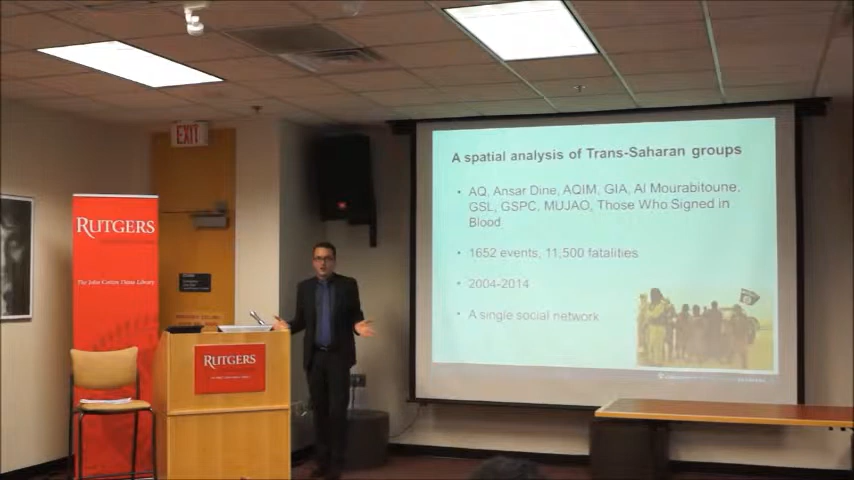 EXIT
RUTGERS
The John Cotton Dana Library
RUTGERS
A spatial analysis of Trans-Saharan groups
• AQ, Ansar Dine, AQIM, GIA, Al Mourabitoune,
GSL, GSPC, MUJAO, Those Who Signed in
Blood
• 1652 events, 11,500 fatalities
• 2004-2014
• A single social network